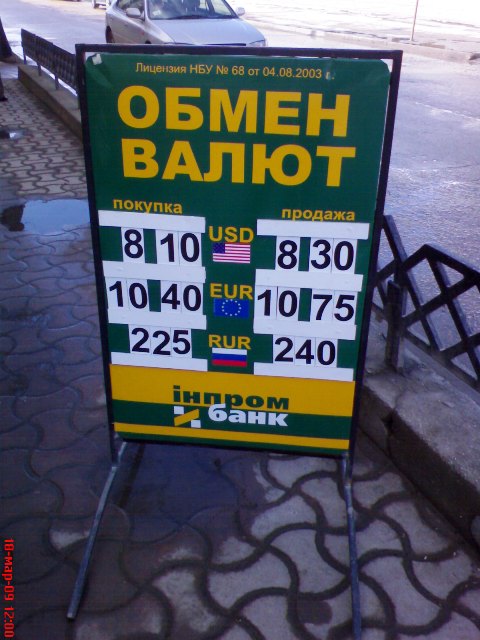 Лицензия НБУ № 68 от 04.08.2003 г.
ОБМЕН
ВАЛЮТ
покупка продажа
8 10 USD 8 30
10 40 EUR 10 75
225 RUR 240
інпром
банк
18-мар-09 12:00